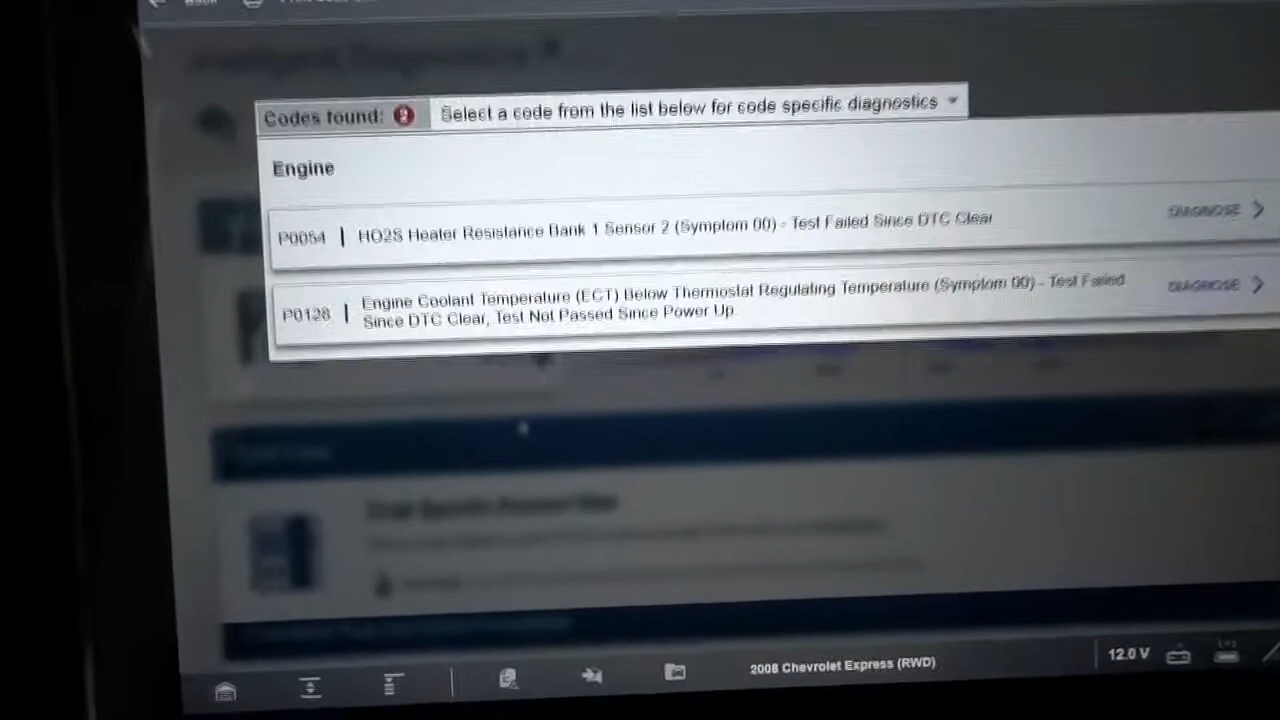 Codes found: 2 Select a code from the list below for code specific diagnostics
Engine
P0054 | HO2S Heater Resistance Bank 1 Sensor 2 (Symptom 00) - Test Failed Since DTC Clear
DIAGNOSE
P0128 | Engine Coolant Temperature (ECT) Below Thermostat Regulating Temperature (Symptom 00) - Test Failed
Since DTC Clear, Test Not Passed Since Power Up
DIAGNOSE
2008 Chevrolet Express (RWD)
12.0 V